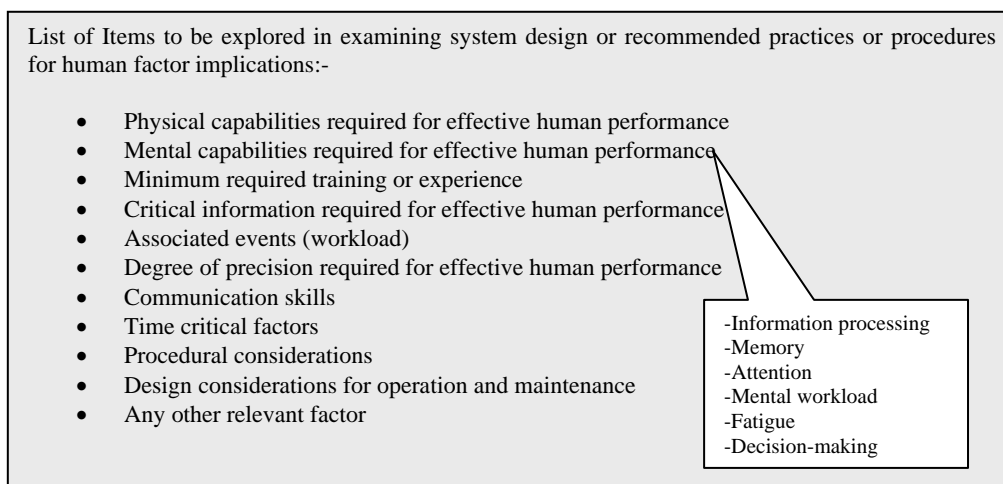 List of Items to be explored in examining system design or recommended practices or procedures
for human factor implications:-
• Physical capabilities required for effective human performance
• Mental capabilities required for effective human performance
• Minimum required training or experience
• Critical information required for effective human performance
• Associated events (workload)
• Degree of precision required for effective human performance
• Communication skills
• Time critical factors
• Procedural considerations
• Design considerations for operation and maintenance
• Any other relevant factor
-Information processing
-Memory
-Attention
-Mental workload
-Fatigue
-Decision-making